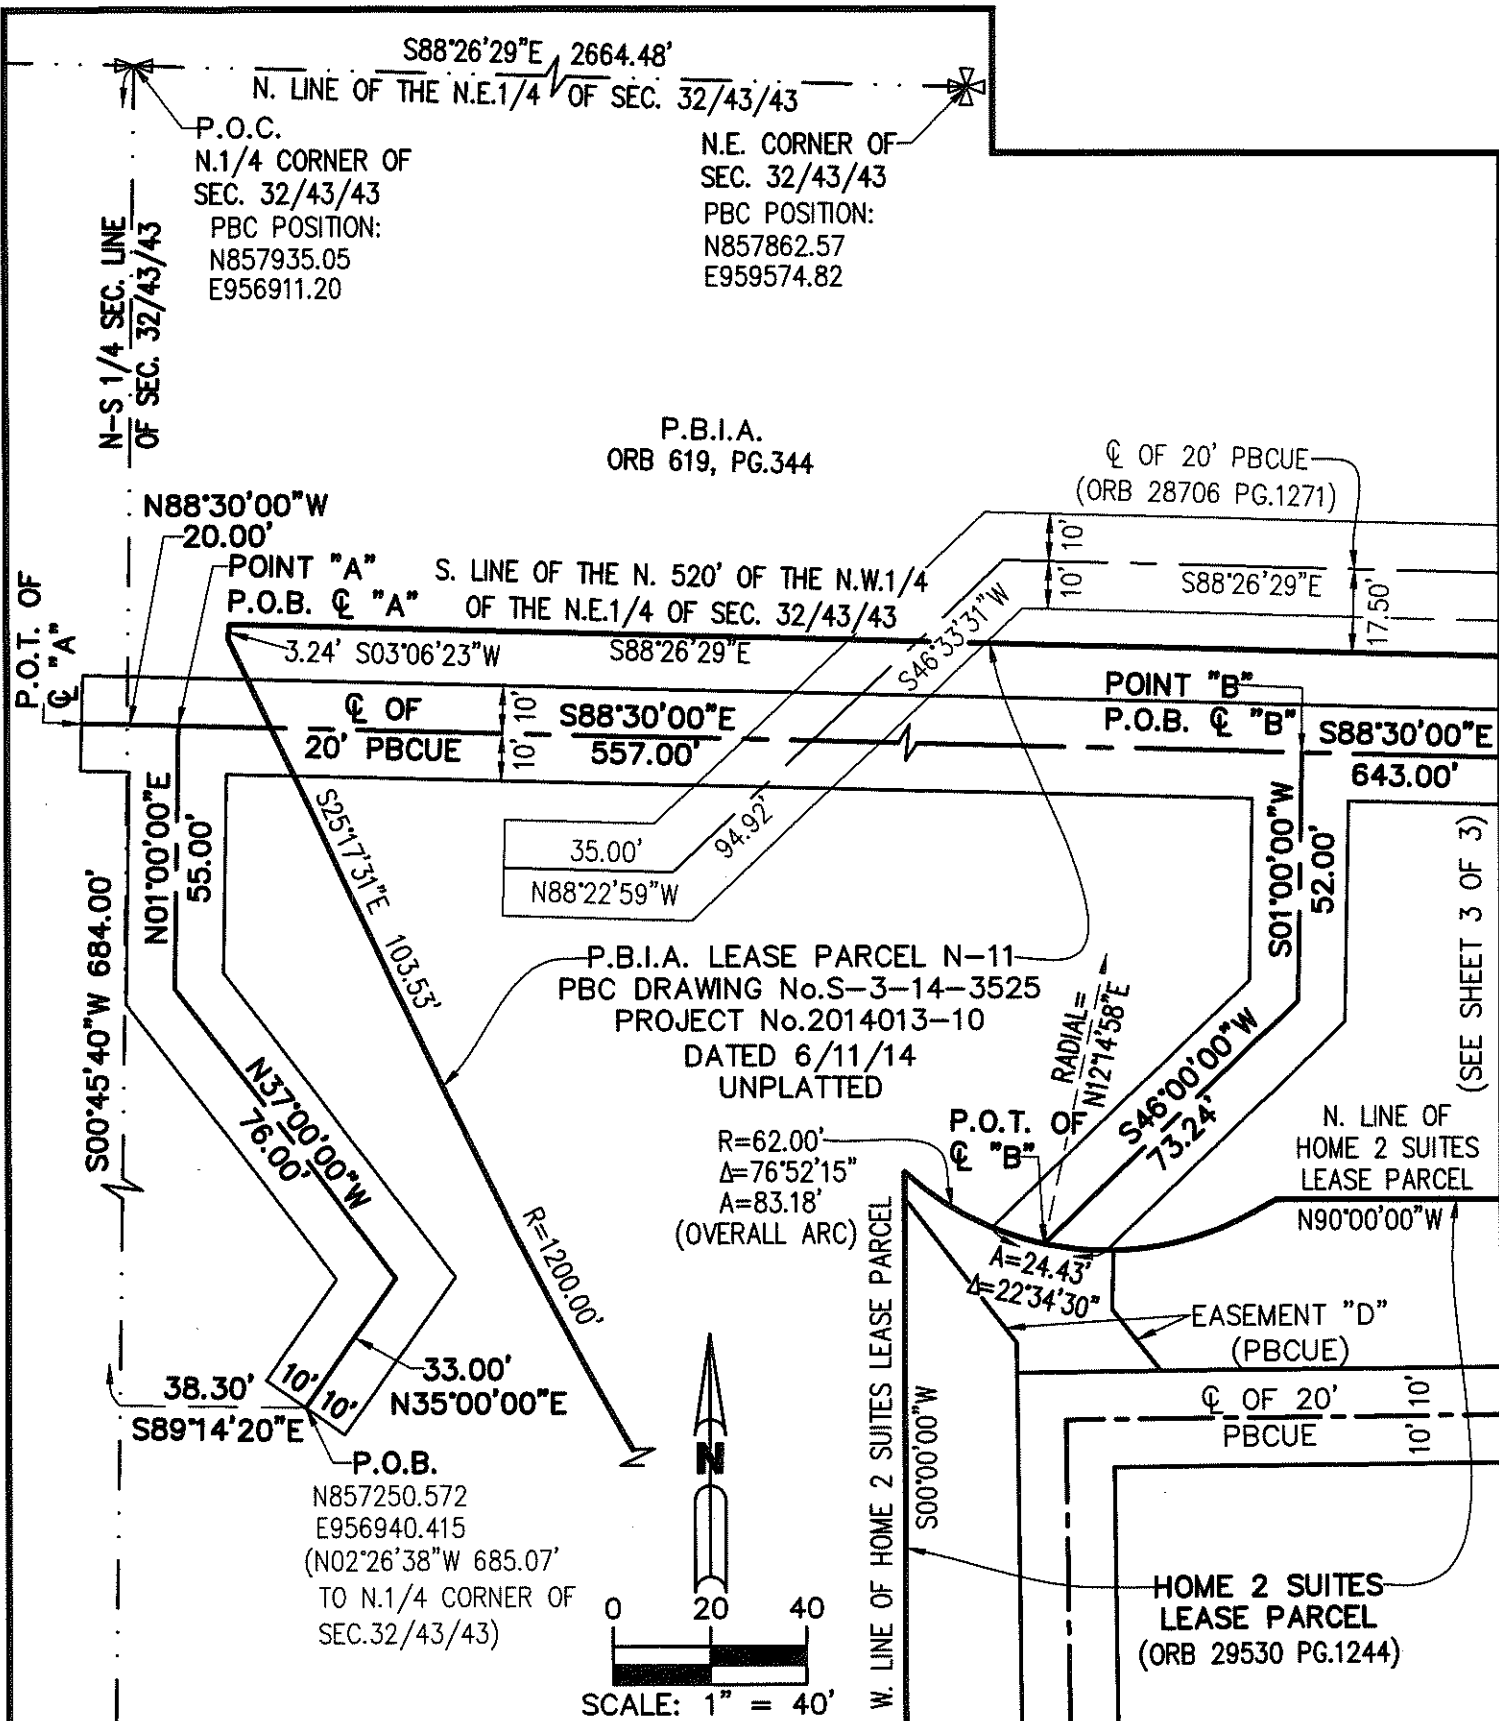 S88°26'29"E 2664.48'
N. LINE OF THE N.E.1/4 OF SEC. 32/43/43
P.O.C.
N.1/4 CORNER OF
SEC. 32/43/43
PBC POSITION:
N857935.05
E956911.20
N.E. CORNER OF
SEC. 32/43/43
PBC POSITION:
N857862.57
E959574.82
N-S 1/4 SEC. LINE
OF SEC. 32/43/43
P.B.I.A.
ORB 619, PG.344
℄ OF 20' PBCUE
(ORB 28706 PG.1271)
N88°30'00"W
20.00'
POINT "A"
P.O.B. ℄ "A"
S. LINE OF THE N. 520' OF THE N.W.1/4
OF THE N.E.1/4 OF SEC. 32/43/43
10'
10'
S88°26'29"E
17.50'
P.O.T. OF
℄ "A"
3.24' S03°06'23"W
S88°26'29"E
S46°33'31"W
94.92'
℄ OF
20' PBCUE
10'
10'
S88°30'00"E
557.00'
POINT "B"
P.O.B. ℄ "B"
S88°30'00"E
643.00'
N01°00'00"E
55.00'
S25°17'31"E 103.53'
35.00'
N88°22'59"W
S01°00'00"W
52.00'
(SEE SHEET 3 OF 3)
S00°45'40"W 684.00'
P.B.I.A. LEASE PARCEL N-11
PBC DRAWING No.S-3-14-3525
PROJECT No.2014013-10
DATED 6/11/14
UNPLATTED
RADIAL=
N12°14'58"E
N37°00'00"W
76.00'
R=62.00'
Δ=76°52'15"
A=83.18'
(OVERALL ARC)
P.O.T. OF
℄ "B"
S46°00'00"W
73.24'
N. LINE OF
HOME 2 SUITES
LEASE PARCEL
N90°00'00"W
R=1200.00'
A=24.43'
Δ=22°34'30"
EASEMENT "D"
(PBCUE)
33.00'
N35°00'00"E
38.30'
S89°14'20"E
10'
10'
P.O.B.
N857250.572
E956940.415
(N02°26'38"W 685.07'
TO N.1/4 CORNER OF
SEC.32/43/43)
N
W. LINE OF HOME 2 SUITES LEASE PARCEL
S00°00'00"W
℄ OF 20'
PBCUE
10'
10'
0 20 40
SCALE: 1" = 40'
HOME 2 SUITES
LEASE PARCEL
(ORB 29530 PG.1244)